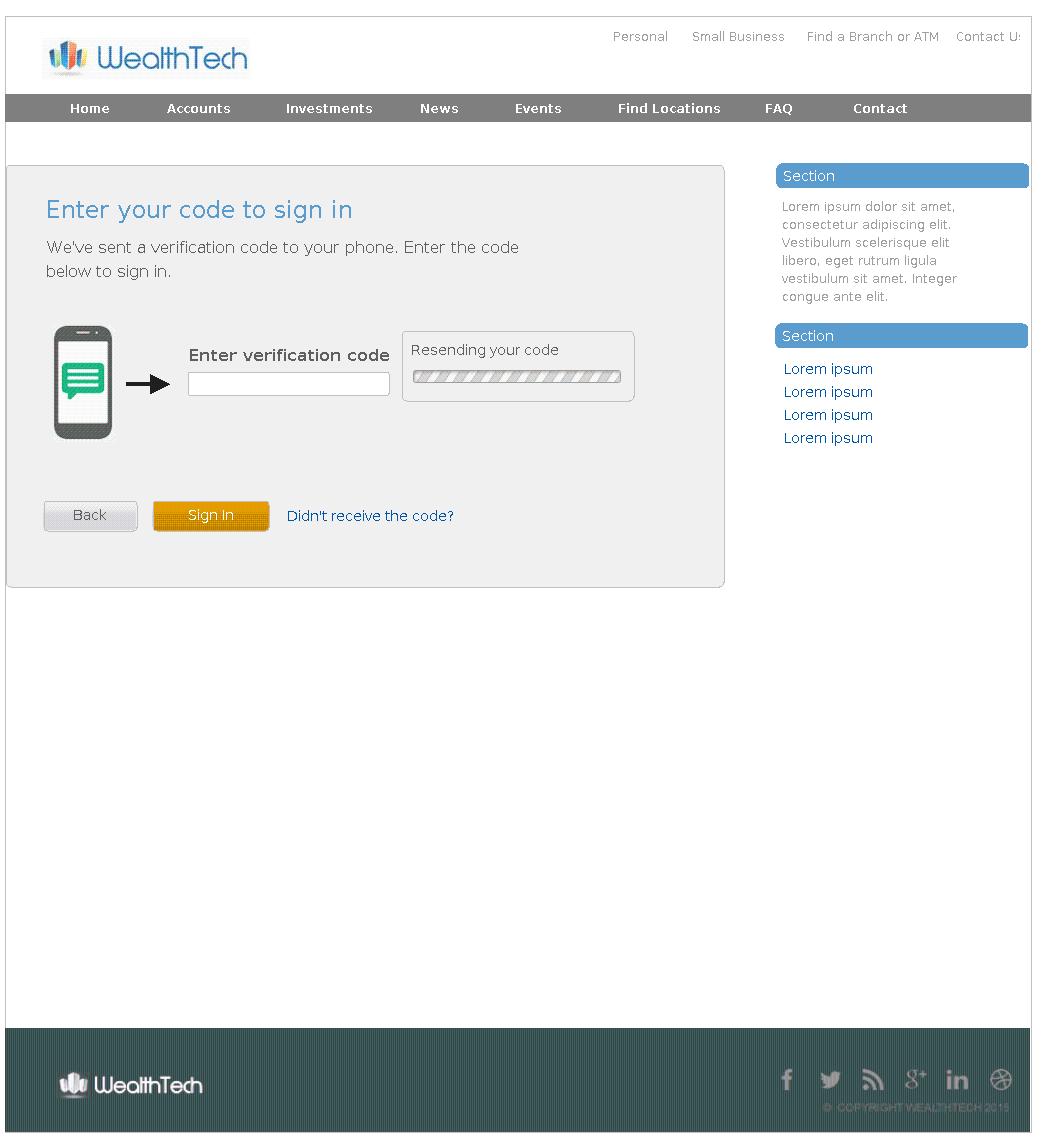 WealthTech
Personal Small Business Find a Branch or ATM Contact Us
Home Accounts Investments News Events Find Locations FAQ Contact
Enter your code to sign in
We've sent a verification code to your phone. Enter the code
below to sign in.
Enter verification code
Resending your code
Back Sign In Didn't receive the code?
Section
Lorem ipsum dolor sit amet,
consectetur adipiscing elit.
Vestibulum scelerisque elit
libero, eget rutrum ligula
vestibulum sit amet. Integer
congue ante elit.
Section
Lorem ipsum
Lorem ipsum
Lorem ipsum
Lorem ipsum
WealthTech
© COPYRIGHT WEALTHTECH 2015